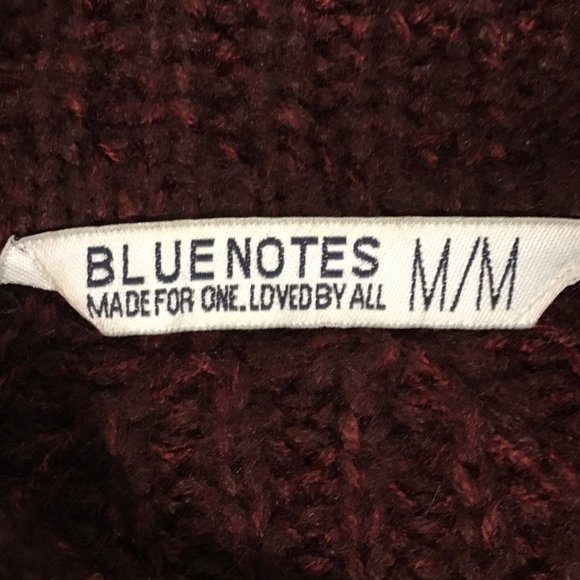 BLUENOTES
MADE FOR ONE. LOVED BY ALL
M/M